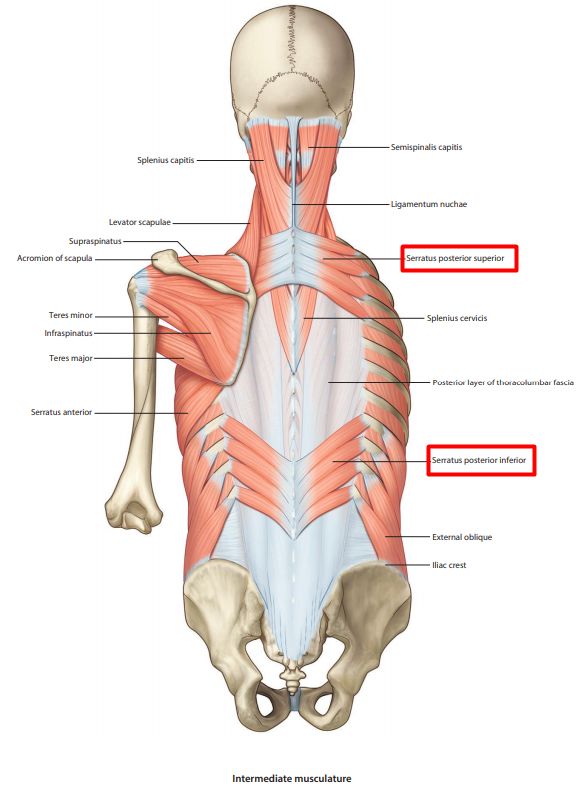 Semispinalis capitis
Splenius capitis
Ligamentum nuchae
Levator scapulae
Supraspinatus
Acromion of scapula
Serratus posterior superior
Teres minor
Splenius cervicis
Infraspinatus
Teres major
Posterior layer of thoracolumbar fascia
Serratus anterior
Serratus posterior inferior
External oblique
Iliac crest
Intermediate musculature